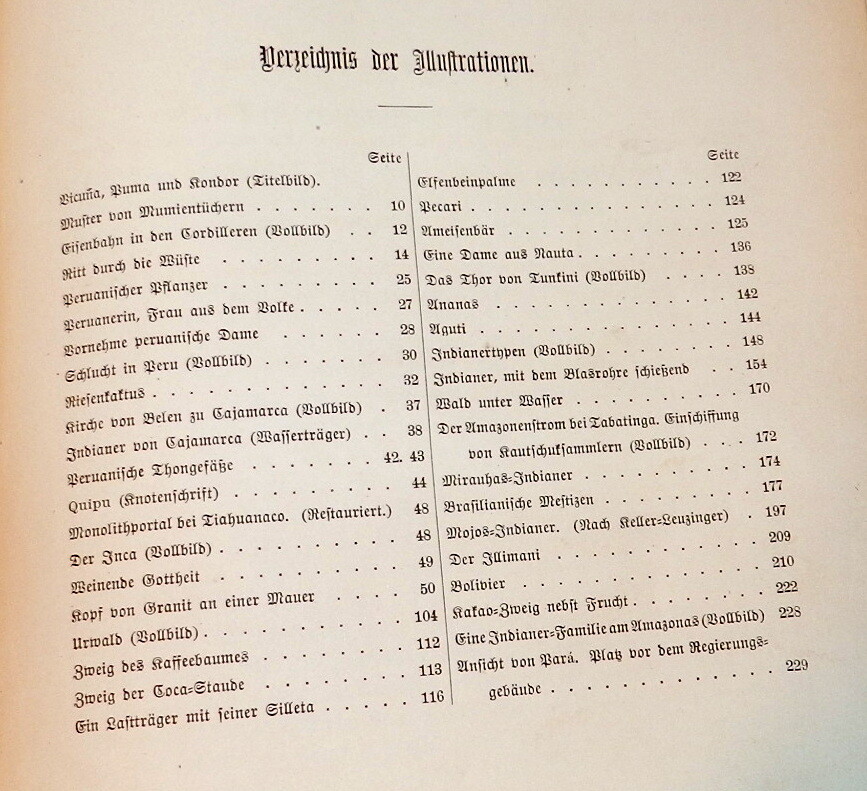 Verzeichnis der Illustrationen.
Seite
Vicuña, Puma und Kondor (Titelbild).
Muster von Mumientüchern . . . . . . . 10
Eisenbahn in den Cordilleren (Vollbild) . . 12
Ritt durch die Wüste . . . . . . . . . 14
Peruanischer Pflanzer . . . . . . . . . 25
Peruanerin, Frau aus dem Volke . . . . . 27
Vornehme peruanische Dame . . . . . . 28
Schlucht in Peru (Vollbild) . . . . . . . 30
Riesenkaktus . . . . . . . . . . . . . 32
Kirche von Belen zu Cajamarca (Vollbild) . 37
Indianer von Cajamarca (Wasserträger) . . 38
Peruanische Thongefäße . . . . . . . 42. 43
Quipu (Knotenschrift) . . . . . . . . . 44
Monolithportal bei Tiahuanaco. (Restauriert.) 48
Der Inca (Vollbild) . . . . . . . . . . 48
Weinende Gottheit . . . . . . . . . . 49
Kopf von Granit an einer Mauer . . . . 50
Urwald (Vollbild) . . . . . . . . . . . 104
Zweig des Kaffeebaumes . . . . . . . . 112
Zweig der Coca-Staude . . . . . . . . 113
Ein Lastträger mit seiner Silleta . . . . . 116
Seite
Elfenbeinpalme . . . . . . . . . . . 122
Pecari . . . . . . . . . . . . . . 124
Ameisenbär . . . . . . . . . . . . 125
Eine Dame aus Nauta . . . . . . . . . 136
Das Thor von Tunkini (Vollbild) . . . . . 138
Ananas . . . . . . . . . . . . . . 142
Aguti . . . . . . . . . . . . . . 144
Indianertypen (Vollbild) . . . . . . . . 148
Indianer, mit dem Blasrohre schießend . . 154
Wald unter Wasser . . . . . . . . . . 170
Der Amazonenstrom bei Tabatinga. Einschiffung
von Kautschuksammlern (Vollbild) . . . 172
Mirauhas-Indianer . . . . . . . . . . 174
Brasilianische Mestizen . . . . . . . . . 177
Mojos-Indianer. (Nach Keller-Leuzinger) . 197
Der Illimani . . . . . . . . . . . . 209
Bolivier . . . . . . . . . . . . . 210
Kakao-Zweig nebst Frucht . . . . . . . . 222
Eine Indianer-Familie am Amazonas (Vollbild) 228
Ansicht von Pará. Platz vor dem Regierungs-
gebäude . . . . . . . . . . . . . 229